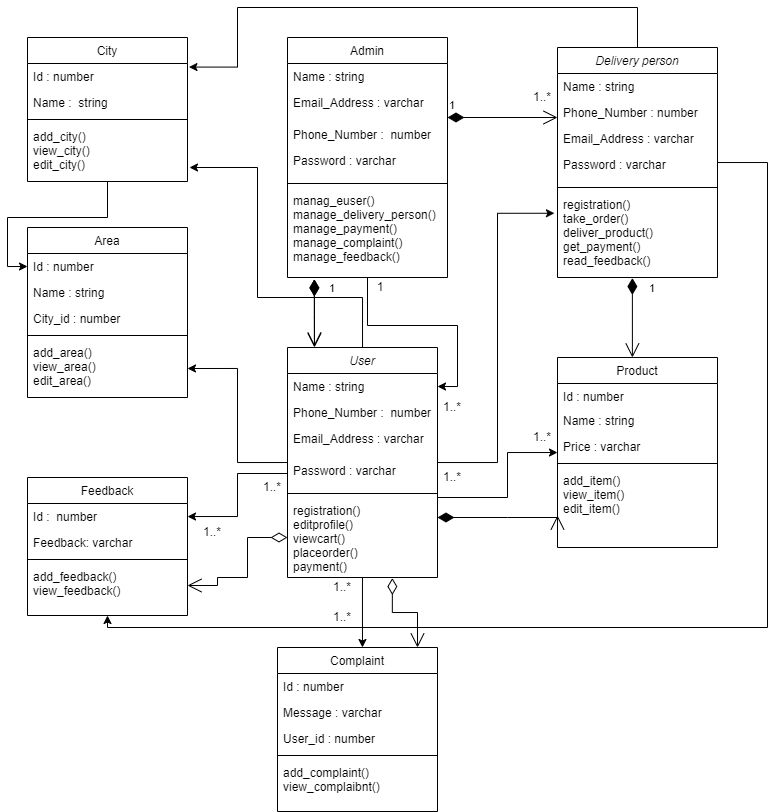 City
Id : number
Name :  string
add_city()
view_city()
edit_city()
Admin
Name : string
Email_Address : varchar
Phone_Number :  number
Password : varchar
manag_euser()
manage_delivery_person()
manage_payment()
manage_complaint()
manage_feedback()
1
1..*
Delivery person
Name : string
Phone_Number : number
Email_Address : varchar
Password : varchar
registration()
take_order()
deliver_product()
get_payment()
read_feedback()
Area
Id : number
Name : string
City_id : number
add_area()
view_area()
edit_area()
1
1
1
User
Name : string
Phone_Number :  number
Email_Address : varchar
Password : varchar
registration()
editprofile()
viewcart()
placeorder()
payment()
1..*
1..*
1..*
Product
Id : number
Name : string
Price : varchar
add_item()
view_item()
edit_item()
Feedback
Id :  number
Feedback: varchar
add_feedback()
view_feedback()
1..*
1..*
1..*
1..*
Complaint
Id : number
Message : varchar
User_id : number
add_complaint()
view_complaibnt()